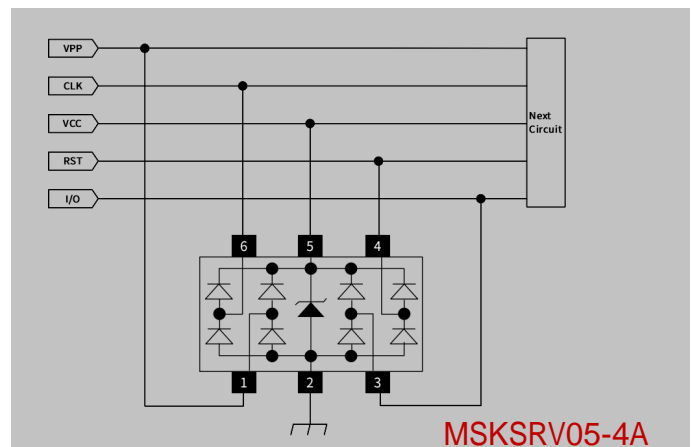 VPP
CLK
VCC
RST
I/O
Next
Circuit
6 5 4
1 2 3
MSKSRV05-4A